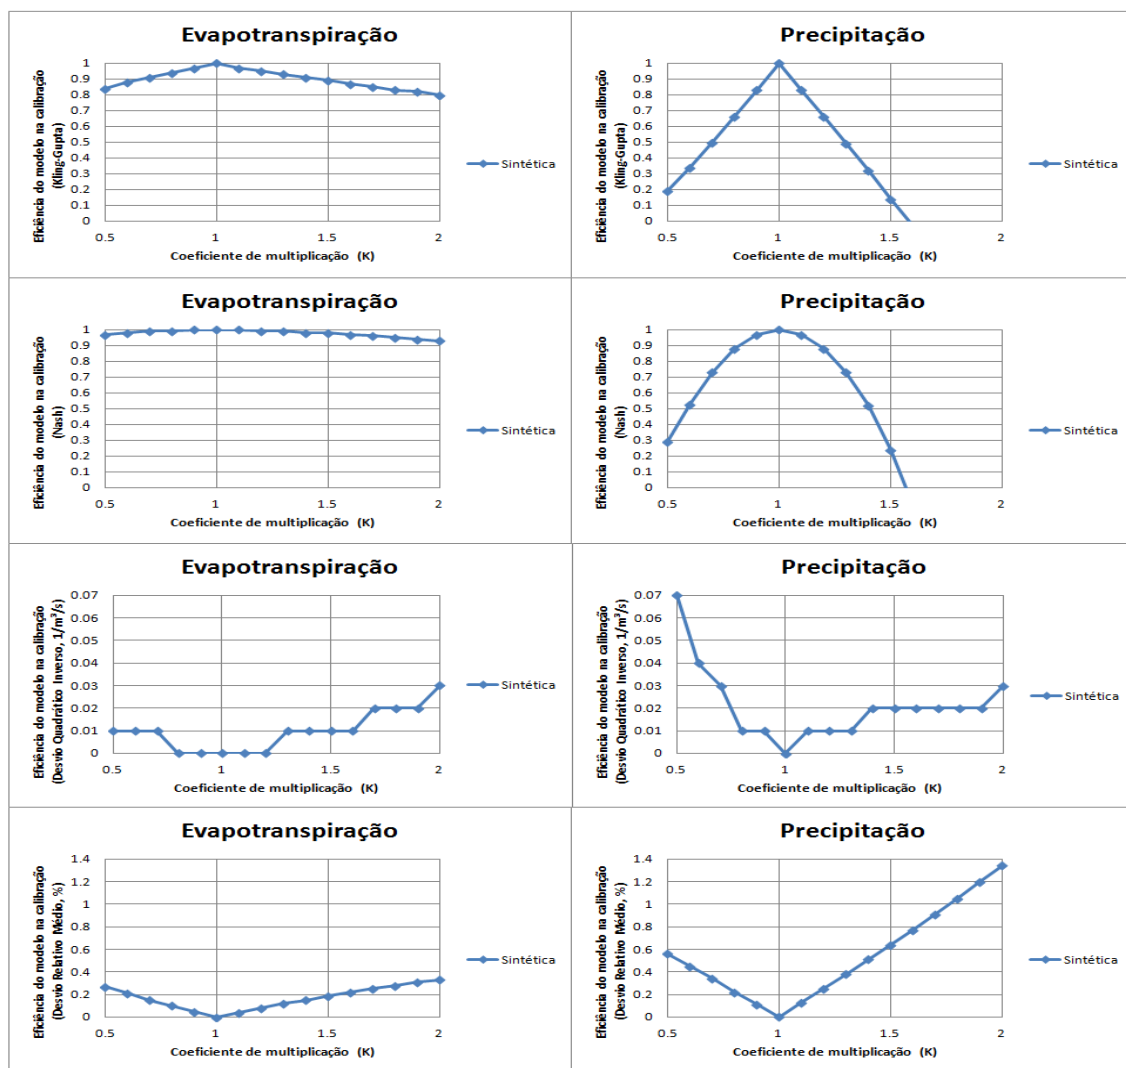 Evapotranspiração
Eficiência do modelo na calibração
(Kling-Gupta)
1
0.9
0.8
0.7
0.6
0.5
0.4
0.3
0.2
0.1
0
0.5
1
1.5
2
Coeficiente de multiplicação (K)
Sintética
Precipitação
Eficiência do modelo na calibração
(Kling-Gupta)
1
0.9
0.8
0.7
0.6
0.5
0.4
0.3
0.2
0.1
0
0.5
1
1.5
2
Coeficiente de multiplicação (K)
Sintética
Evapotranspiração
Eficiência do modelo na calibração
(Nash)
1
0.9
0.8
0.7
0.6
0.5
0.4
0.3
0.2
0.1
0
0.5
1
1.5
2
Coeficiente de multiplicação (K)
Sintética
Precipitação
Eficiência do modelo na calibração
(Nash)
1
0.9
0.8
0.7
0.6
0.5
0.4
0.3
0.2
0.1
0
0.5
1
1.5
2
Coeficiente de multiplicação (K)
Sintética
Evapotranspiração
Eficiência do modelo na calibração
(Desvio Quadrático Inverso, 1/m³/s)
0.07
0.06
0.05
0.04
0.03
0.02
0.01
0
0.5
1
1.5
2
Coeficiente de multiplicação (K)
Sintética
Precipitação
Eficiência do modelo na calibração
(Desvio Quadrático Inverso, 1/m³/s)
0.07
0.06
0.05
0.04
0.03
0.02
0.01
0
0.5
1
1.5
2
Coeficiente de multiplicação (K)
Sintética
Evapotranspiração
Eficiência do modelo na calibração
(Desvio Relativo Médio, %)
1.4
1.2
1
0.8
0.6
0.4
0.2
0
0.5
1
1.5
2
Coeficiente de multiplicação (K)
Sintética
Precipitação
Eficiência do modelo na calibração
(Desvio Relativo Médio, %)
1.4
1.2
1
0.8
0.6
0.4
0.2
0
0.5
1
1.5
2
Coeficiente de multiplicação (K)
Sintética